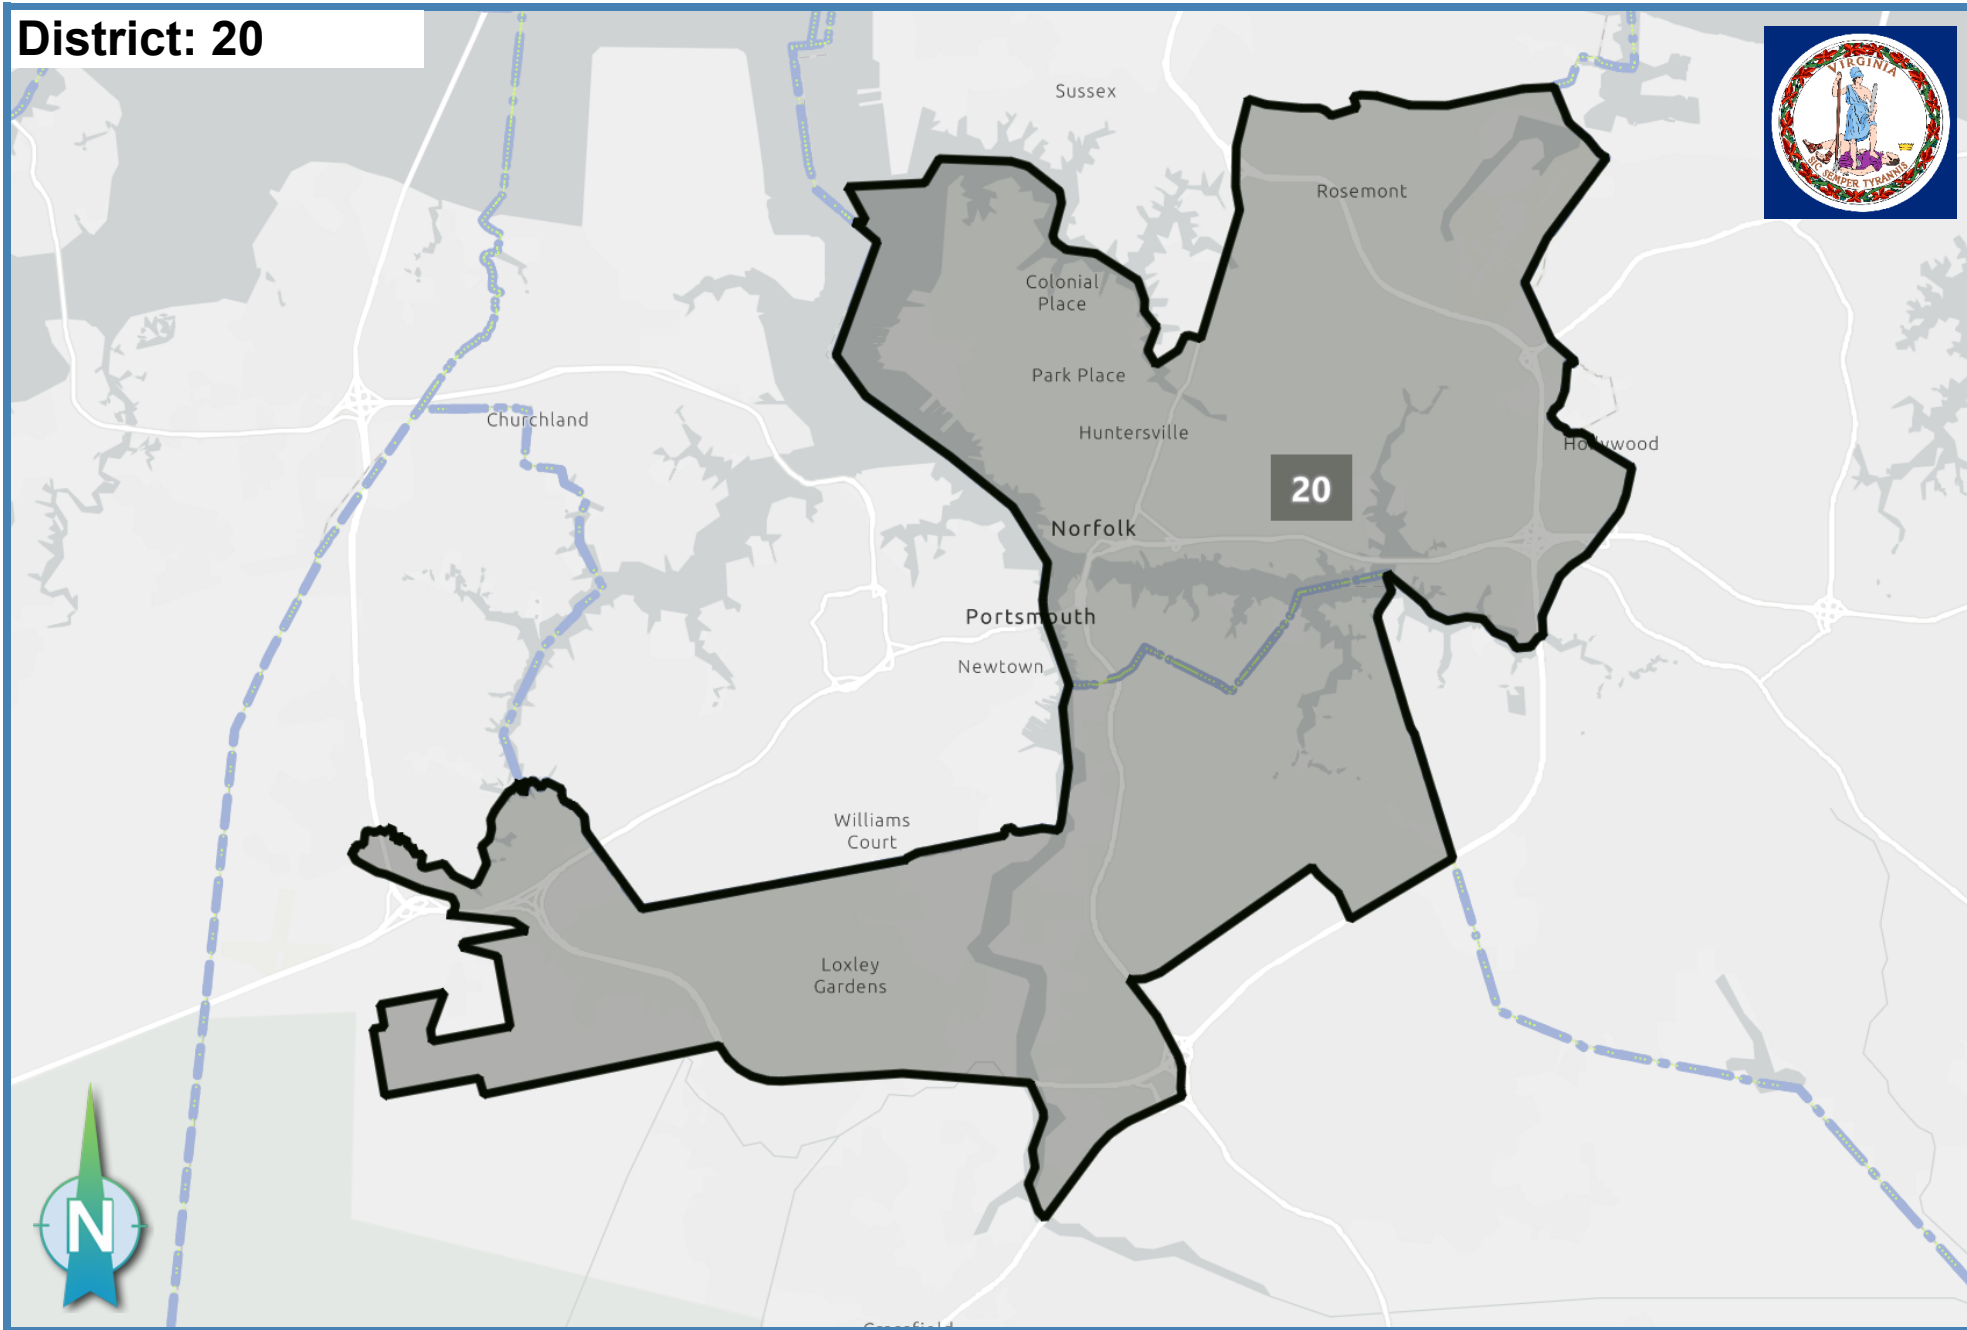 District: 20
VIRGINIA
SIC SEMPER TYRANNIS
Sussex
Rosemont
Colonial
Place
Park Place
Churchland
Huntersville
Hollywood
20
Norfolk
Portsmouth
Newtown
Williams
Court
Loxley
Gardens
N